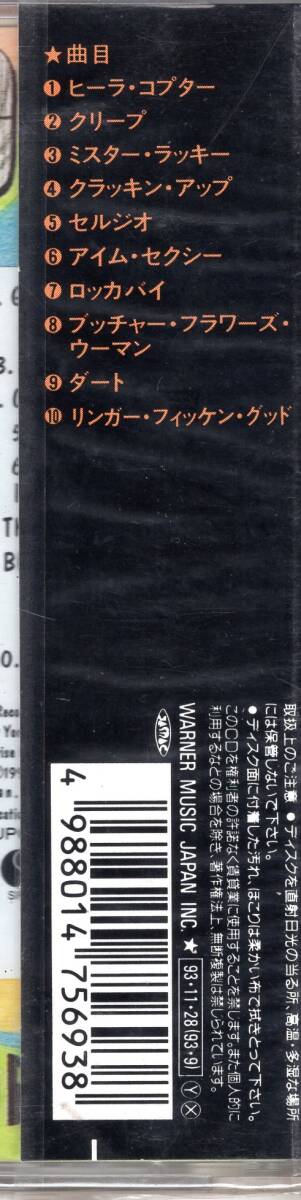 ★曲目
❶ヒーラ・コプター
❷クリープ
❸ミスター・ラッキー
❹クラッキン・アップ
❺セルジオ
❻アイム・セクシー
❼ロッカバイ
❽ブッチャー・フラワーズ・
ウーマン
❾ダート
❿リンガー・フィッケン・グッド
取扱上のご注意 ●ディスクを直射日光の当る所、高温・多湿な場所
には保管しないで下さい。
●ディスク面に付着した汚れ、ほこりは柔かい布で拭きとって下さい。
このCDを権利者の許諾なく賃貸業に使用することを禁じます。また個人的に
利用するなどの場合を除き、著作権法上、無断複製は禁じられています。
WARNER MUSIC JAPAN INC. ★ 93・11・28(93・9) Ⓨ Ⓧ
4 988014 756938